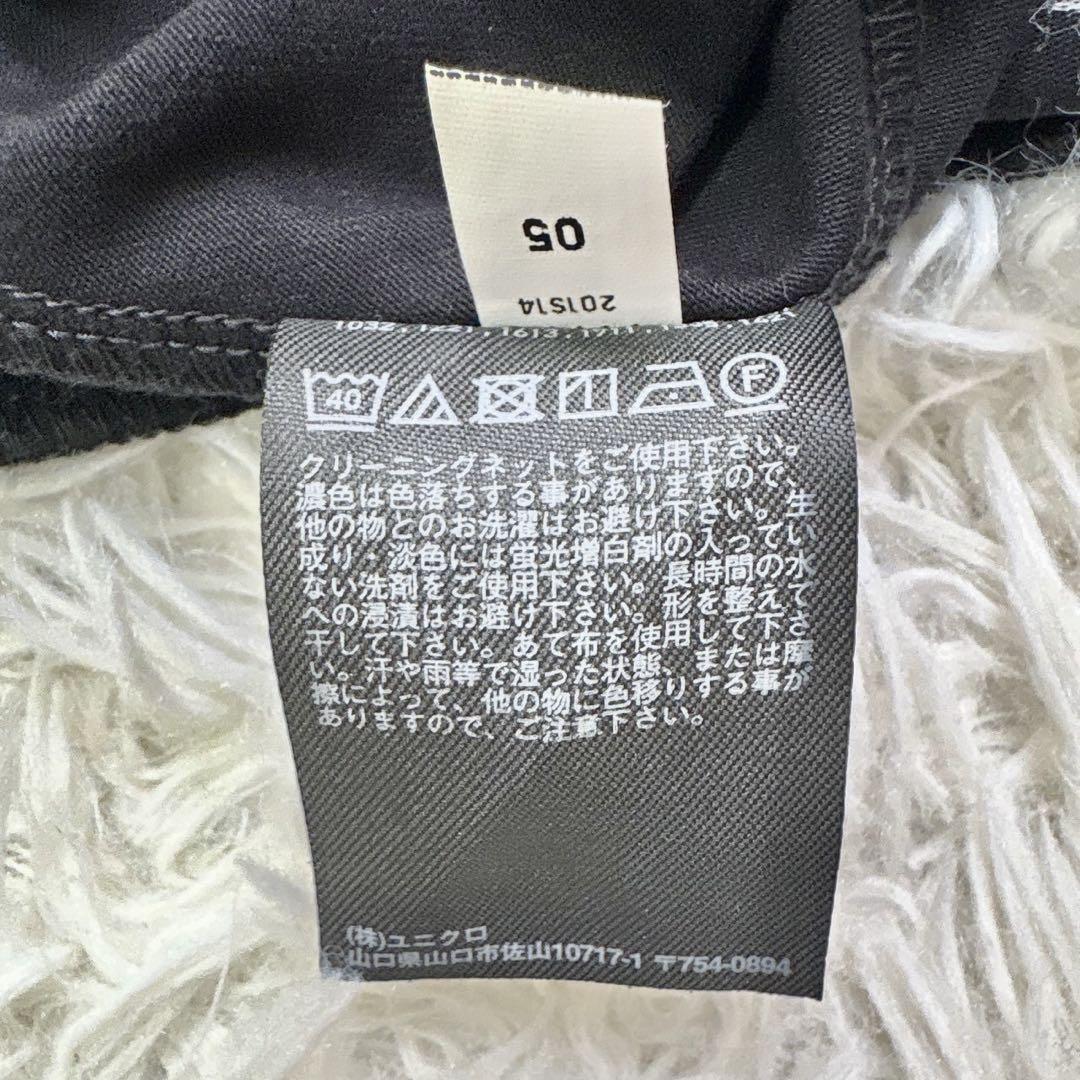 05
201S14
40
F
クリーニングネットをご使用下さい。
濃色は色落ちする事がありますので、
他の物とのお洗濯はお避け下さい。生
成り・淡色には蛍光増白剤の入ってい
ない洗剤をご使用下さい。長時間の水
への浸漬はお避け下さい。形を整えて
干して下さい。あて布を使用して下さ
い。汗や雨等で湿った状態、または摩
擦によって、他の物に色移りする事が
ありますので、ご注意下さい。
(株)ユニクロ
山口県山口市佐山10717-1 〒754-0894